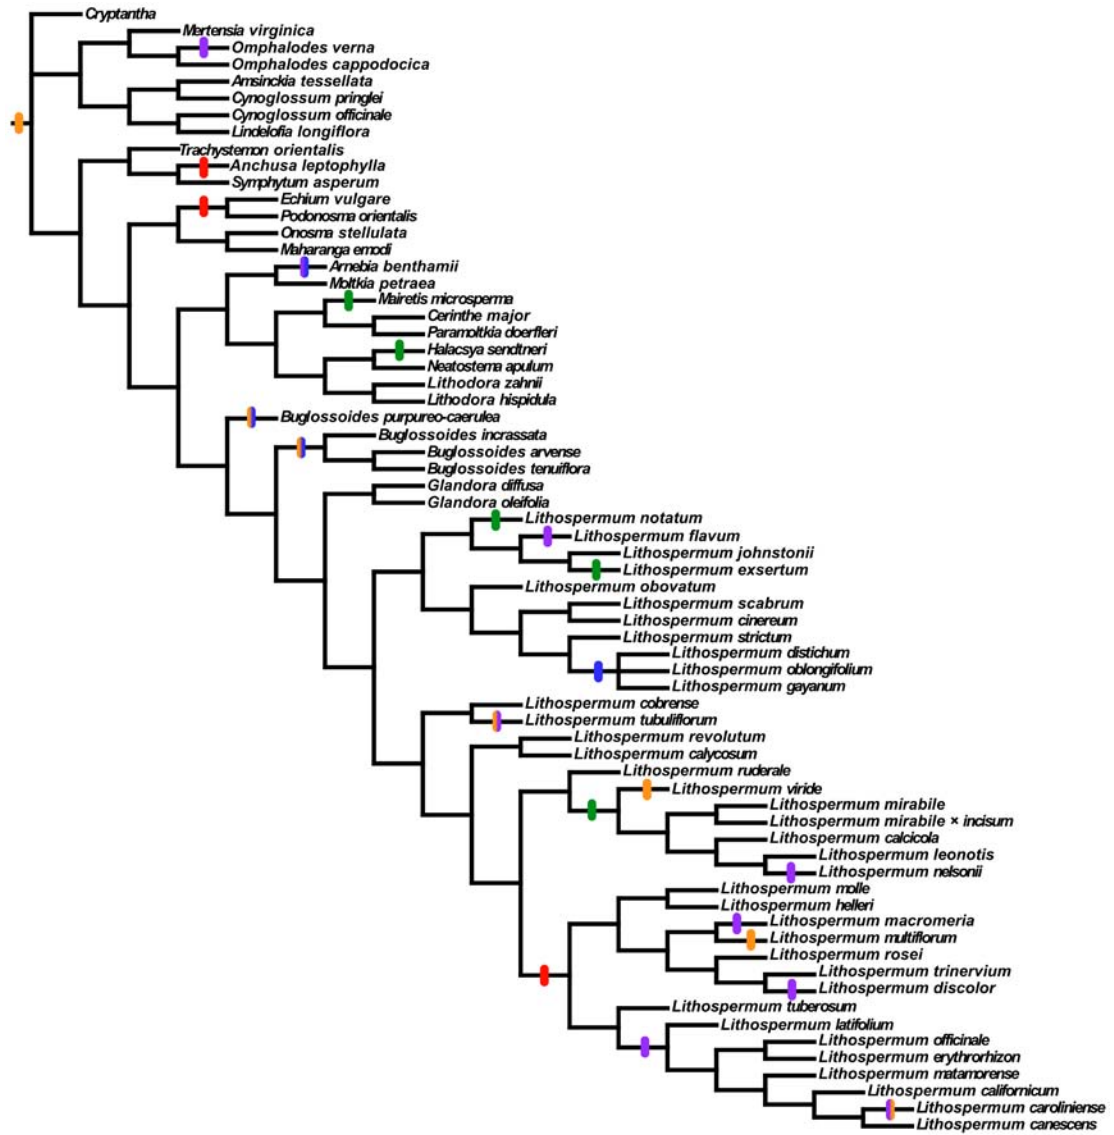 Cryptantha
Mertensia virginica
Omphalodes verna
Omphalodes cappodocica
Amsinckia tessellata
Cynoglossum pringlei
Cynoglossum officinale
Lindelofia longiflora
Trachystemon orientalis
Anchusa leptophylla
Symphytum asperum
Echium vulgare
Podonosma orientalis
Onosma stellulata
Maharanga emodi
Arnebia benthamii
Moltkia petraea
Mairetis microsperma
Cerinthe major
Paramoltkia doerfleri
Halacsya sendtneri
Neatostema apulum
Lithodora zahnii
Lithodora hispidula
Buglossoides purpureo-caerulea
Buglossoides incrassata
Buglossoides arvense
Buglossoides tenuiflora
Glandora diffusa
Glandora oleifolia
Lithospermum notatum
Lithospermum flavum
Lithospermum johnstonii
Lithospermum exsertum
Lithospermum obovatum
Lithospermum scabrum
Lithospermum cinereum
Lithospermum strictum
Lithospermum distichum
Lithospermum oblongifolium
Lithospermum gayanum
Lithospermum cobrense
Lithospermum tubuliflorum
Lithospermum revolutum
Lithospermum calycosum
Lithospermum ruderale
Lithospermum viride
Lithospermum mirabile
Lithospermum mirabile × incisum
Lithospermum calcicola
Lithospermum leonotis
Lithospermum nelsonii
Lithospermum molle
Lithospermum helleri
Lithospermum macromeria
Lithospermum multiflorum
Lithospermum rosei
Lithospermum trinervium
Lithospermum discolor
Lithospermum tuberosum
Lithospermum latifolium
Lithospermum officinale
Lithospermum erythrorhizon
Lithospermum matamorense
Lithospermum californicum
Lithospermum caroliniense
Lithospermum canescens